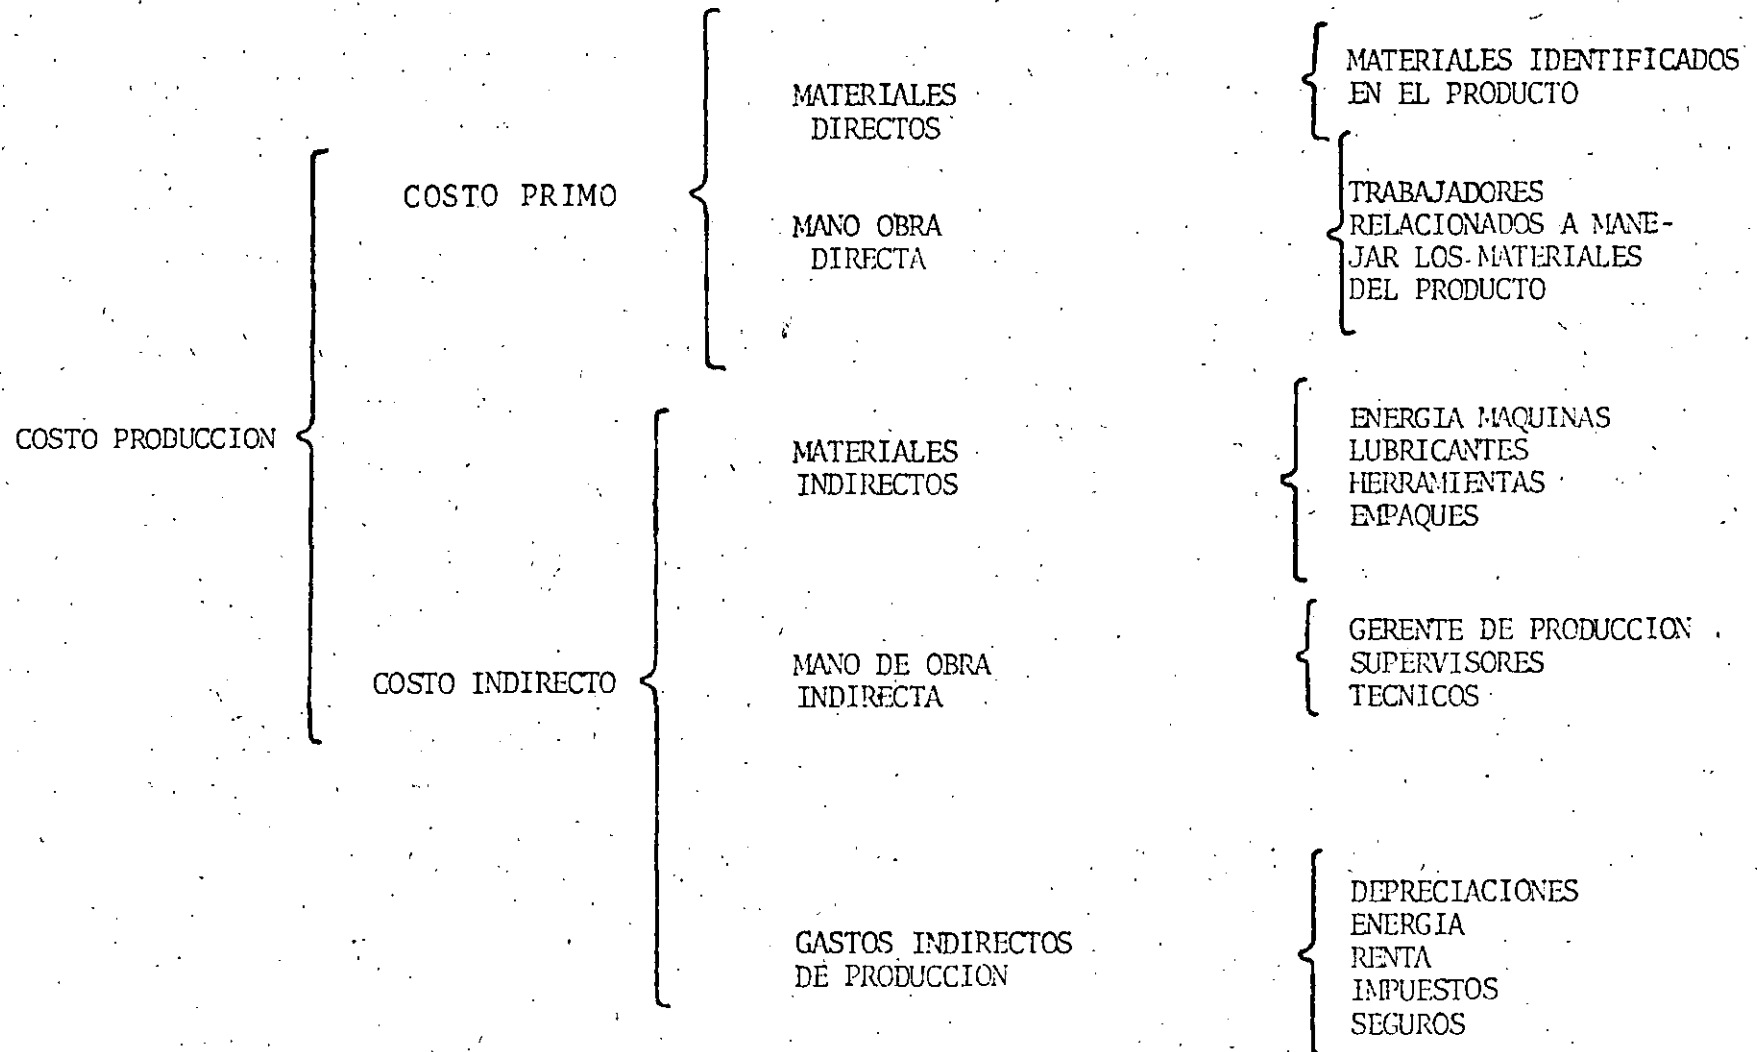 MATERIALES IDENTIFICADOS
EN EL PRODUCTO
MATERIALES
DIRECTOS
COSTO PRIMO
TRABAJADORES
RELACIONADOS A MANE-
JAR LOS MATERIALES
DEL PRODUCTO
MANO OBRA
DIRECTA
COSTO PRODUCCION
MATERIALES
INDIRECTOS
ENERGIA MAQUINAS
LUBRICANTES
HERRAMIENTAS
EMPAQUES
COSTO INDIRECTO
MANO DE OBRA
INDIRECTA
GERENTE DE PRODUCCION
SUPERVISORES
TECNICOS
GASTOS INDIRECTOS
DE PRODUCCION
DEPRECIACIONES
ENERGIA
RENTA
IMPUESTOS
SEGUROS